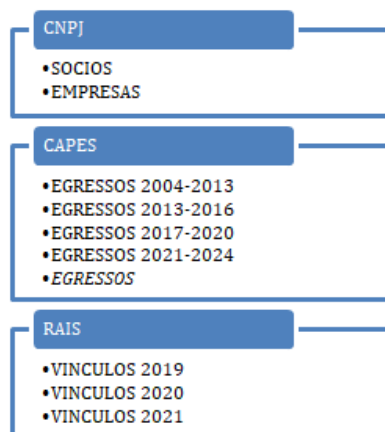 CNPJ
•SOCIOS
•EMPRESAS
CAPES
•EGRESSOS 2004-2013
•EGRESSOS 2013-2016
•EGRESSOS 2017-2020
•EGRESSOS 2021-2024
•EGRESSOS
RAIS
•VINCULOS 2019
•VINCULOS 2020
•VINCULOS 2021